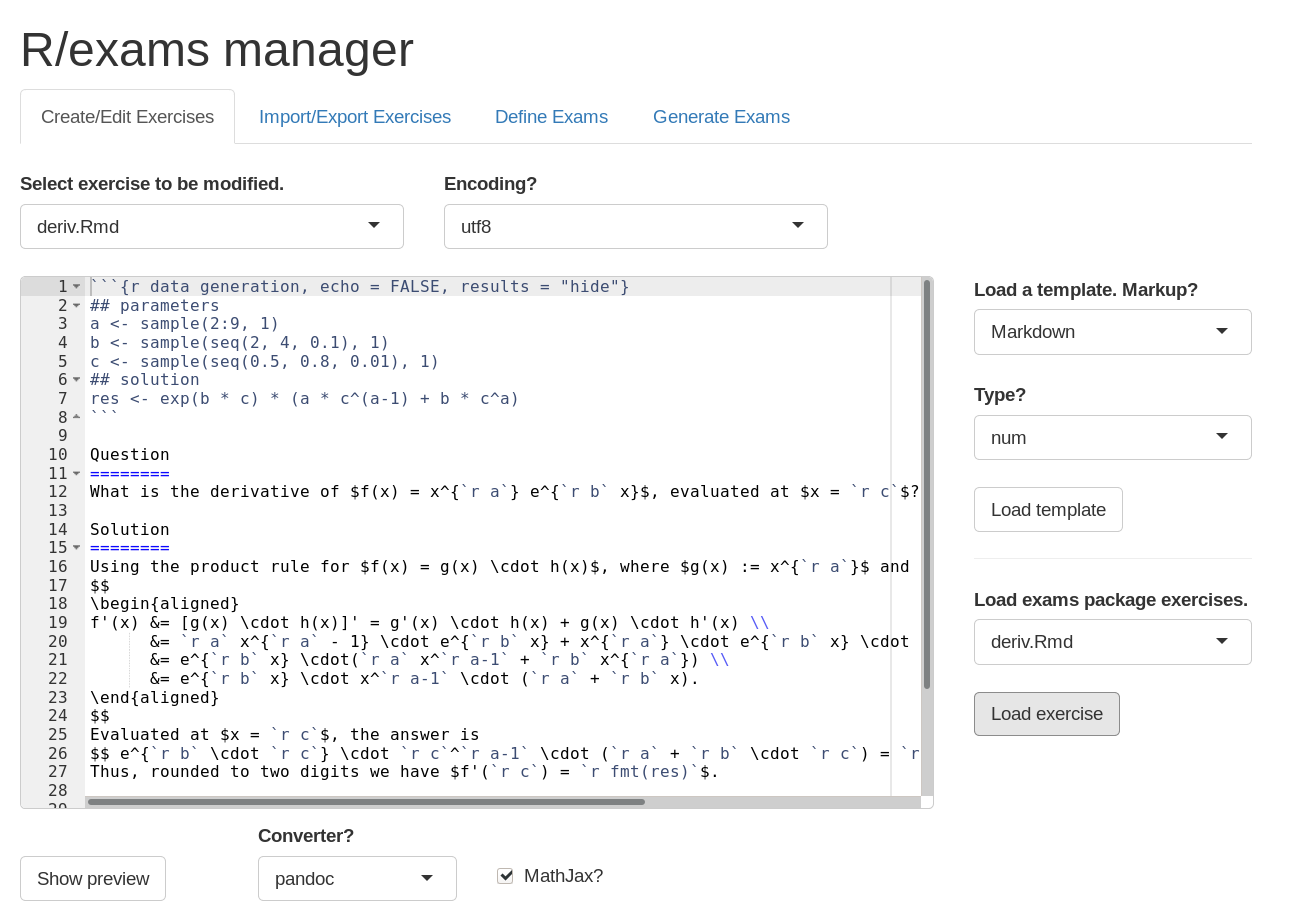 R/exams manager
Create/Edit Exercises Import/Export Exercises Define Exams Generate Exams
Select exercise to be modified. Encoding?
deriv.Rmd utf8
1 ```{r data generation, echo = FALSE, results = "hide"}
2 ## parameters
3 a <- sample(2:9, 1)
4 b <- sample(seq(2, 4, 0.1), 1)
5 c <- sample(seq(0.5, 0.8, 0.01), 1)
6 ## solution
7 res <- exp(b * c) * (a * c^(a-1) + b * c^a)
8 ```
9
10 Question
11 ========
12 What is the derivative of $f(x) = x^{`r a`} e^{`r b` x}$, evaluated at $x = `r c`$?
13
14 Solution
15 ========
16 Using the product rule for $f(x) = g(x) \cdot h(x)$, where $g(x) := x^{`r a`}$ and
17 $$
18 \begin{aligned}
19 f'(x) &= [g(x) \cdot h(x)]' = g'(x) \cdot h(x) + g(x) \cdot h'(x) \\
20 &= `r a` x^{`r a` - 1} \cdot e^{`r b` x} + x^{`r a`} \cdot e^{`r b` x} \cdot
21 &= e^{`r b` x} \cdot(`r a` x^`r a-1` + `r b` x^{`r a`}) \\
22 &= e^{`r b` x} \cdot x^`r a-1` \cdot (`r a` + `r b` x).
23 \end{aligned}
24 $$
25 Evaluated at $x = `r c`$, the answer is
26 $$ e^{`r b` \cdot `r c`} \cdot `r c`^`r a-1` \cdot (`r a` + `r b` \cdot `r c`) = `r
27 Thus, rounded to two digits we have $f'(`r c`) = `r fmt(res)`$.
28
29
Load a template. Markup?
Markdown
Type?
num
Load template
Load exams package exercises.
deriv.Rmd
Load exercise
Converter?
Show preview pandoc MathJax?